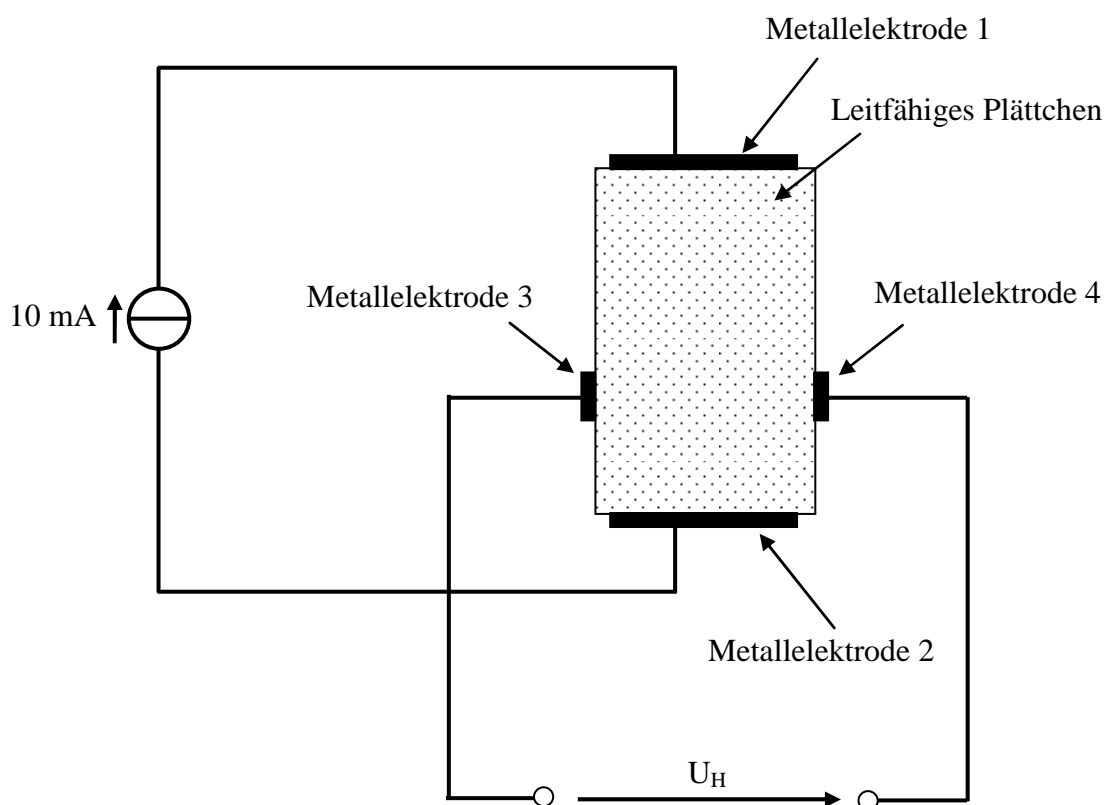 Metallelektrode 1
Leitfähiges Plättchen
Metallelektrode 3
Metallelektrode 4
10 mA
Metallelektrode 2
U_H